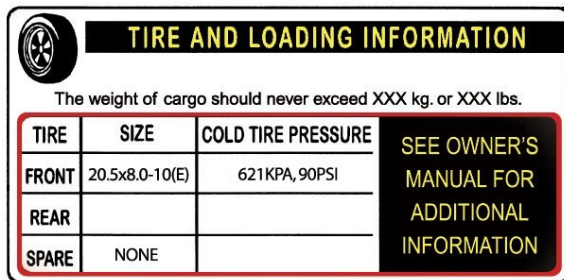 TIRE AND LOADING INFORMATION
The weight of cargo should never exceed XXX kg. or XXX lbs.
TIRE SIZE COLD TIRE PRESSURE
FRONT 20.5x8.0-10(E) 621KPA, 90PSI
REAR
SPARE NONE
SEE OWNER'S
MANUAL FOR
ADDITIONAL
INFORMATION